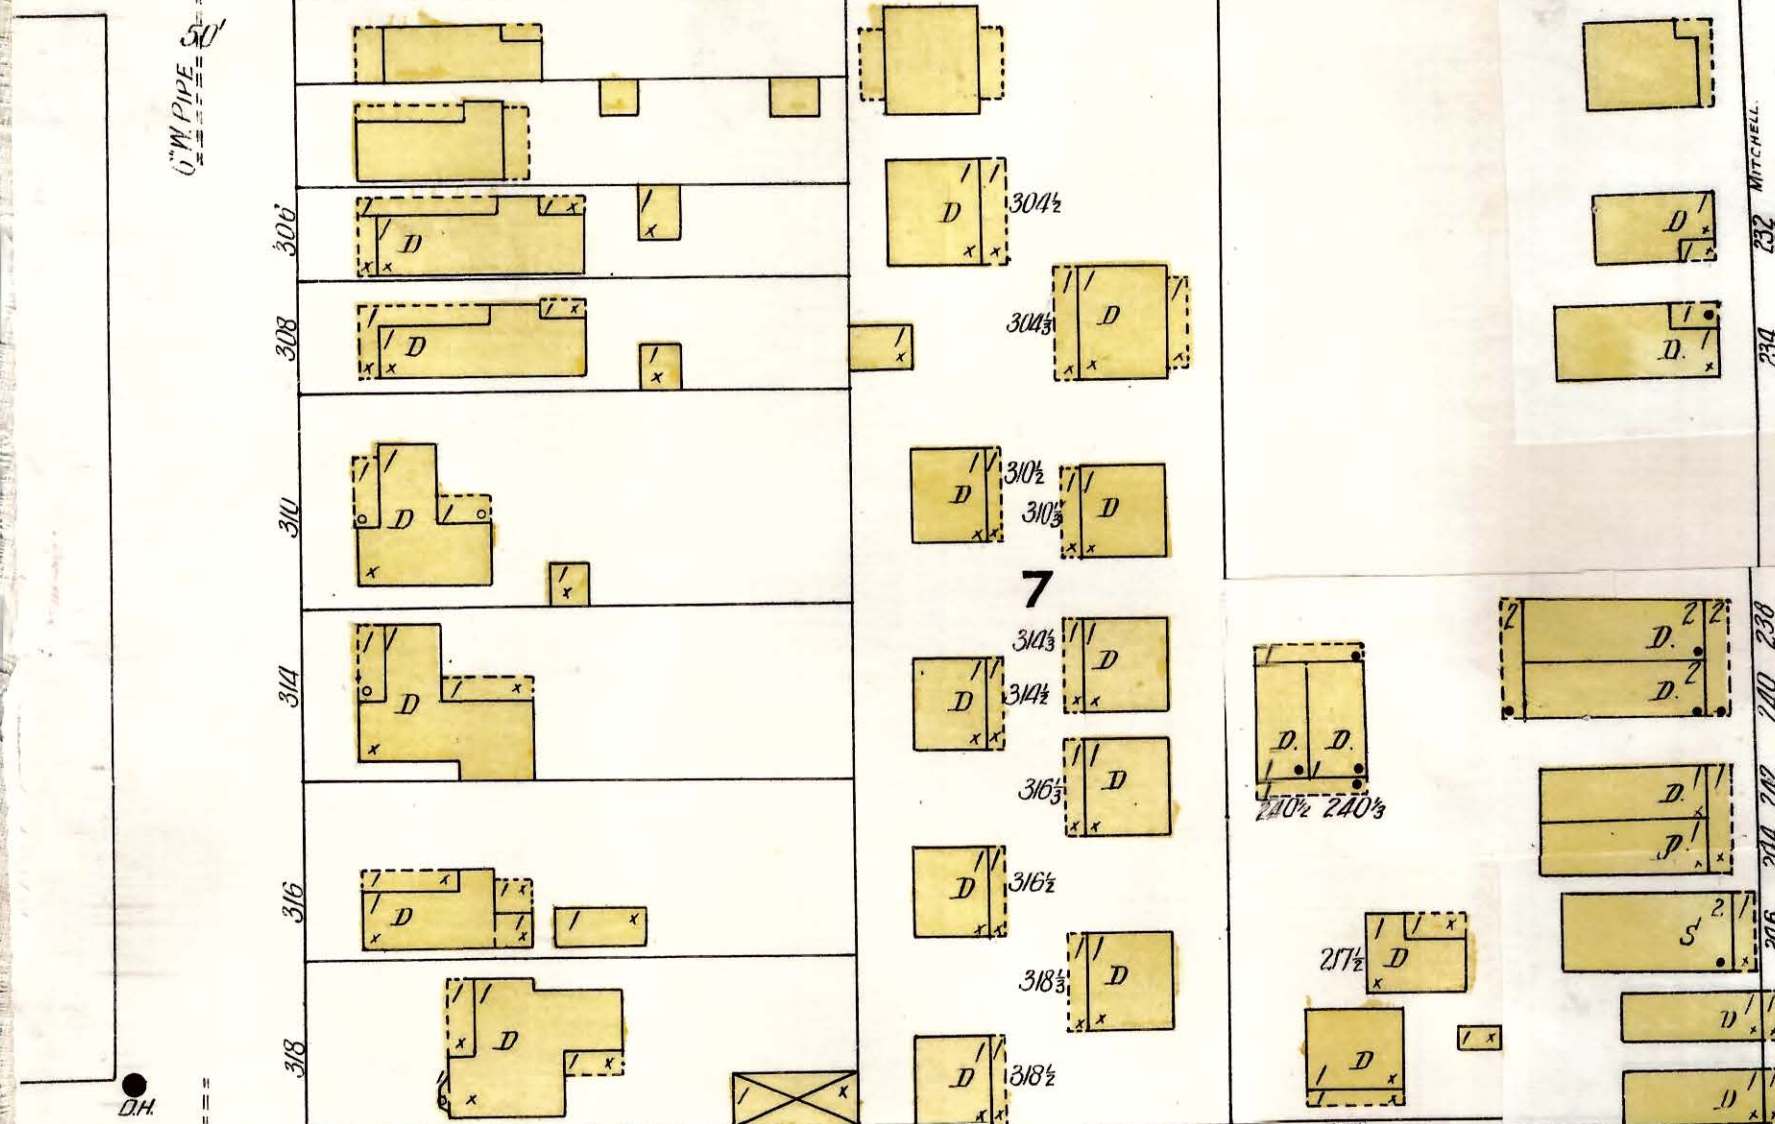 50'
6" W. PIPE
306
308
310
314
316
318
D.H.
D
D
D
D
D
D
D
304½
D
304⅓
D
310½
D
310⅓
D
7
314⅓
D
314½
D
316⅓
D
316½
D
318⅓
D
318½
D
MITCHELL.
232
D
234
D.
238
D.
240
D.
D.
D.
240½
240⅓
242
D.
D.
S
217½
D
D
D
D